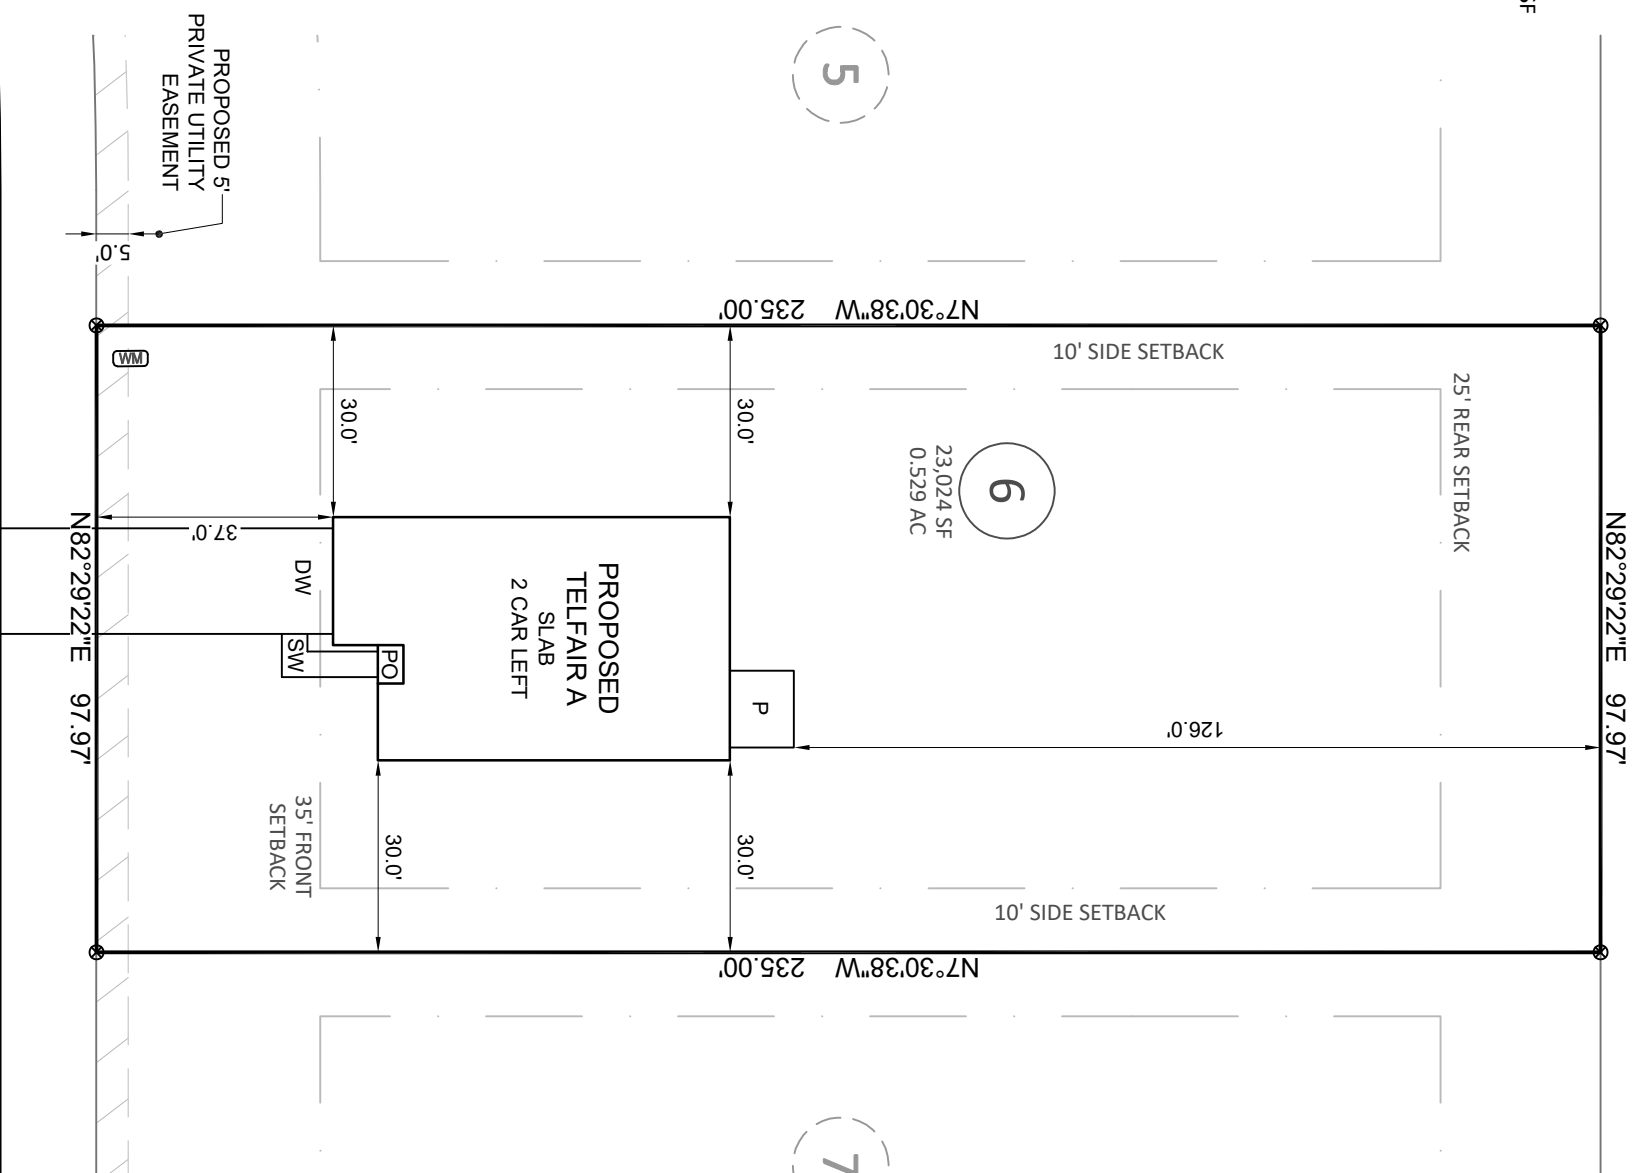 SF
5
PROPOSED 5'
PRIVATE UTILITY
EASEMENT
5.0'
N7°30'38"W 235.00'
WM
10' SIDE SETBACK
25' REAR SETBACK
30.0'
30.0'
6
23,024 SF
0.529 AC
37.0'
N82°29'22"E 97.97'
N82°29'22"E 97.97'
DW
SW
PO
PROPOSED
TELFAIR A
SLAB
2 CAR LEFT
P
126.0'
35' FRONT
SETBACK
30.0'
30.0'
10' SIDE SETBACK
N7°30'38"W 235.00'
7